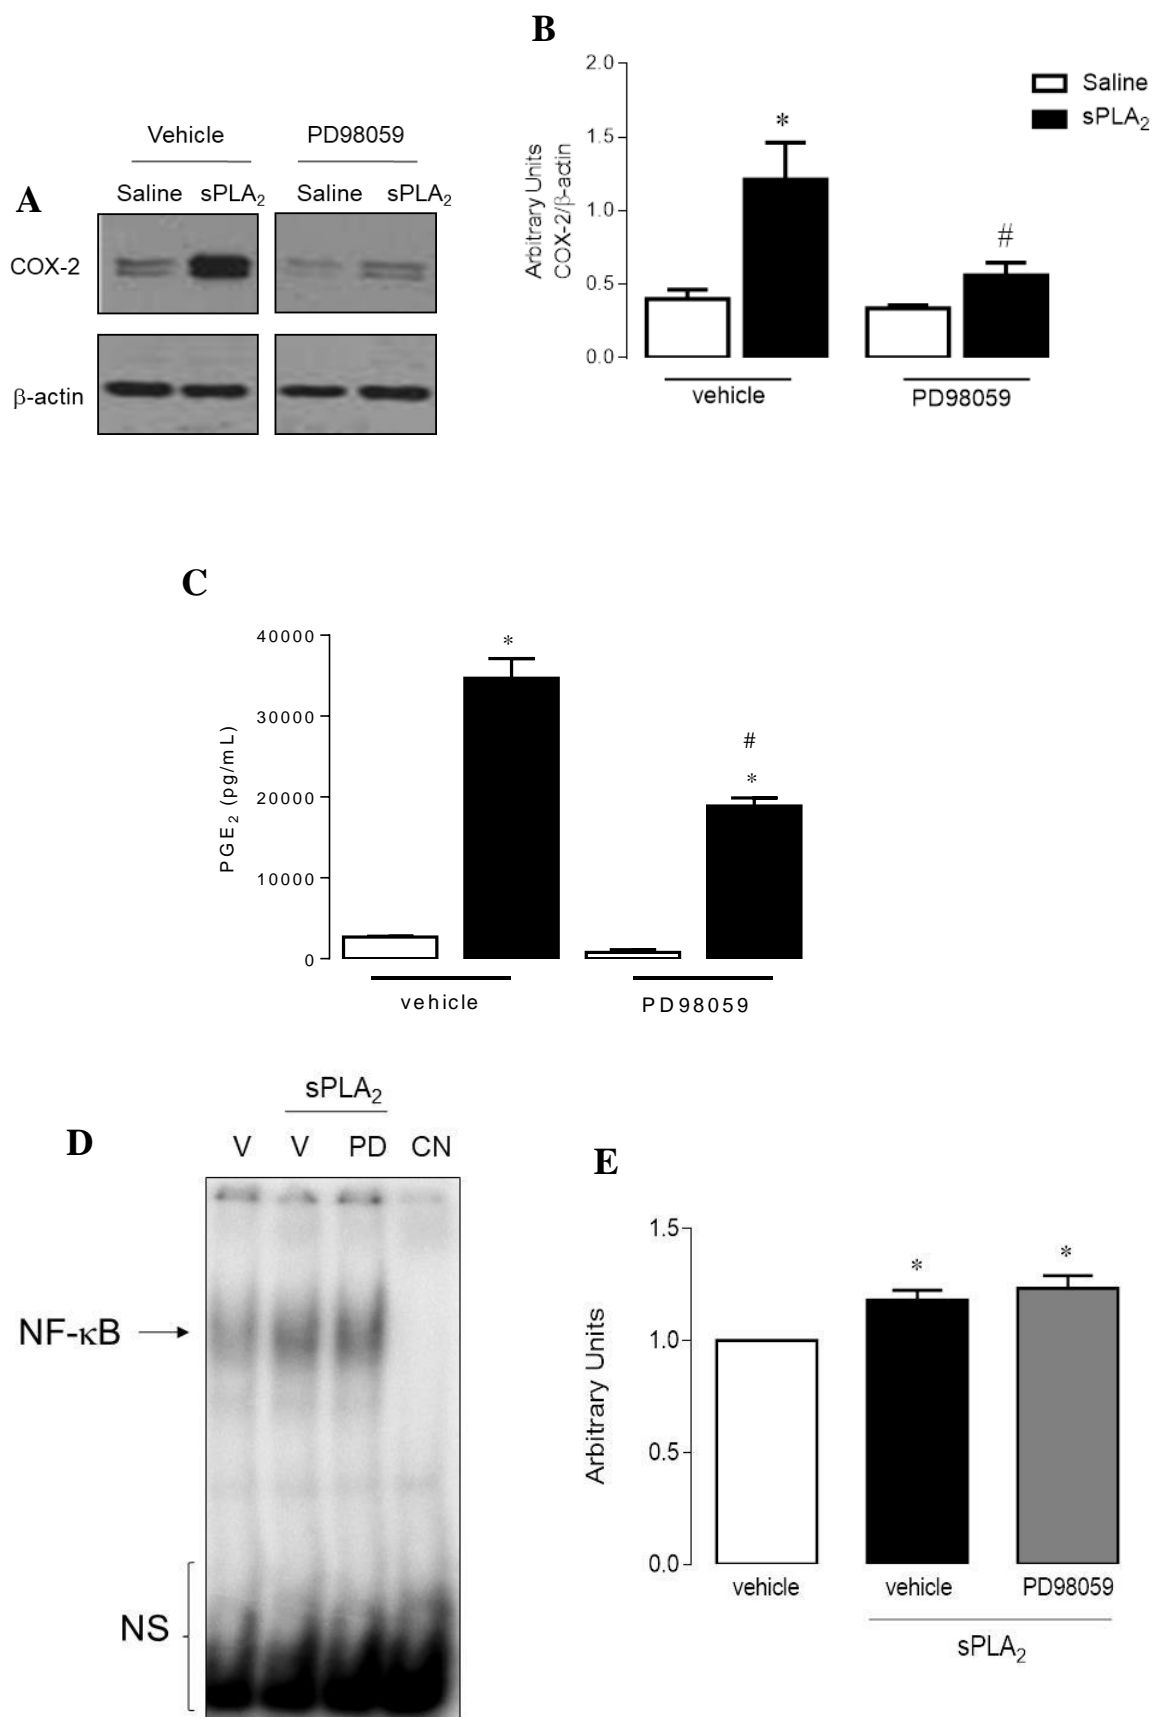 B
2.0
1.5
1.0
0.5
0.0
Arbitrary Units
COX-2/β-actin
Saline
sPLA₂
*
#
vehicle
PD98059
Vehicle
PD98059
Saline
sPLA₂
Saline
sPLA₂
A
COX-2
β-actin
C
40000
30000
20000
10000
0
PGE₂ (pg/mL)
*
#
*
vehicle
PD98059
sPLA₂
D
V
V
PD
CN
NF-κB
NS
E
1.5
1.0
0.5
0.0
Arbitrary Units
*
*
vehicle
vehicle
PD98059
sPLA₂